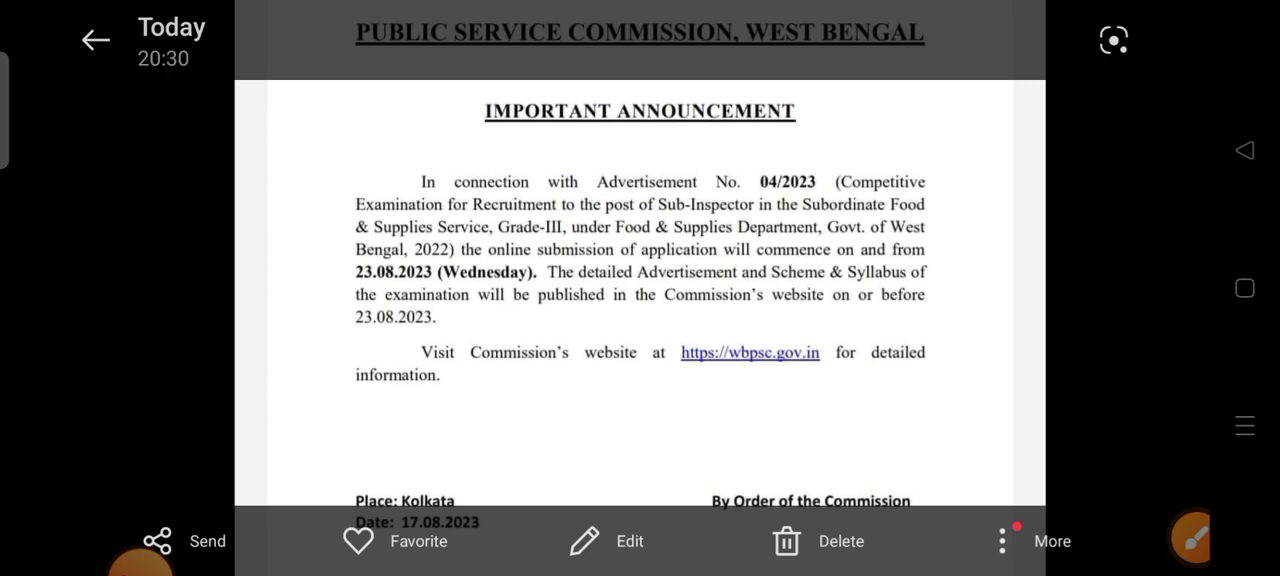 Today
20:30
PUBLIC SERVICE COMMISSION, WEST BENGAL
IMPORTANT ANNOUNCEMENT
In connection with Advertisement No. 04/2023 (Competitive
Examination for Recruitment to the post of Sub-Inspector in the Subordinate Food
& Supplies Service, Grade-III, under Food & Supplies Department, Govt. of West
Bengal, 2022) the online submission of application will commence on and from
23.08.2023 (Wednesday). The detailed Advertisement and Scheme & Syllabus of
the examination will be published in the Commission's website on or before
23.08.2023.
Visit Commission's website at https://wbpsc.gov.in for detailed
information.
Place: Kolkata By Order of the Commission
Date: 17.08.2023
Send Favorite Edit Delete More